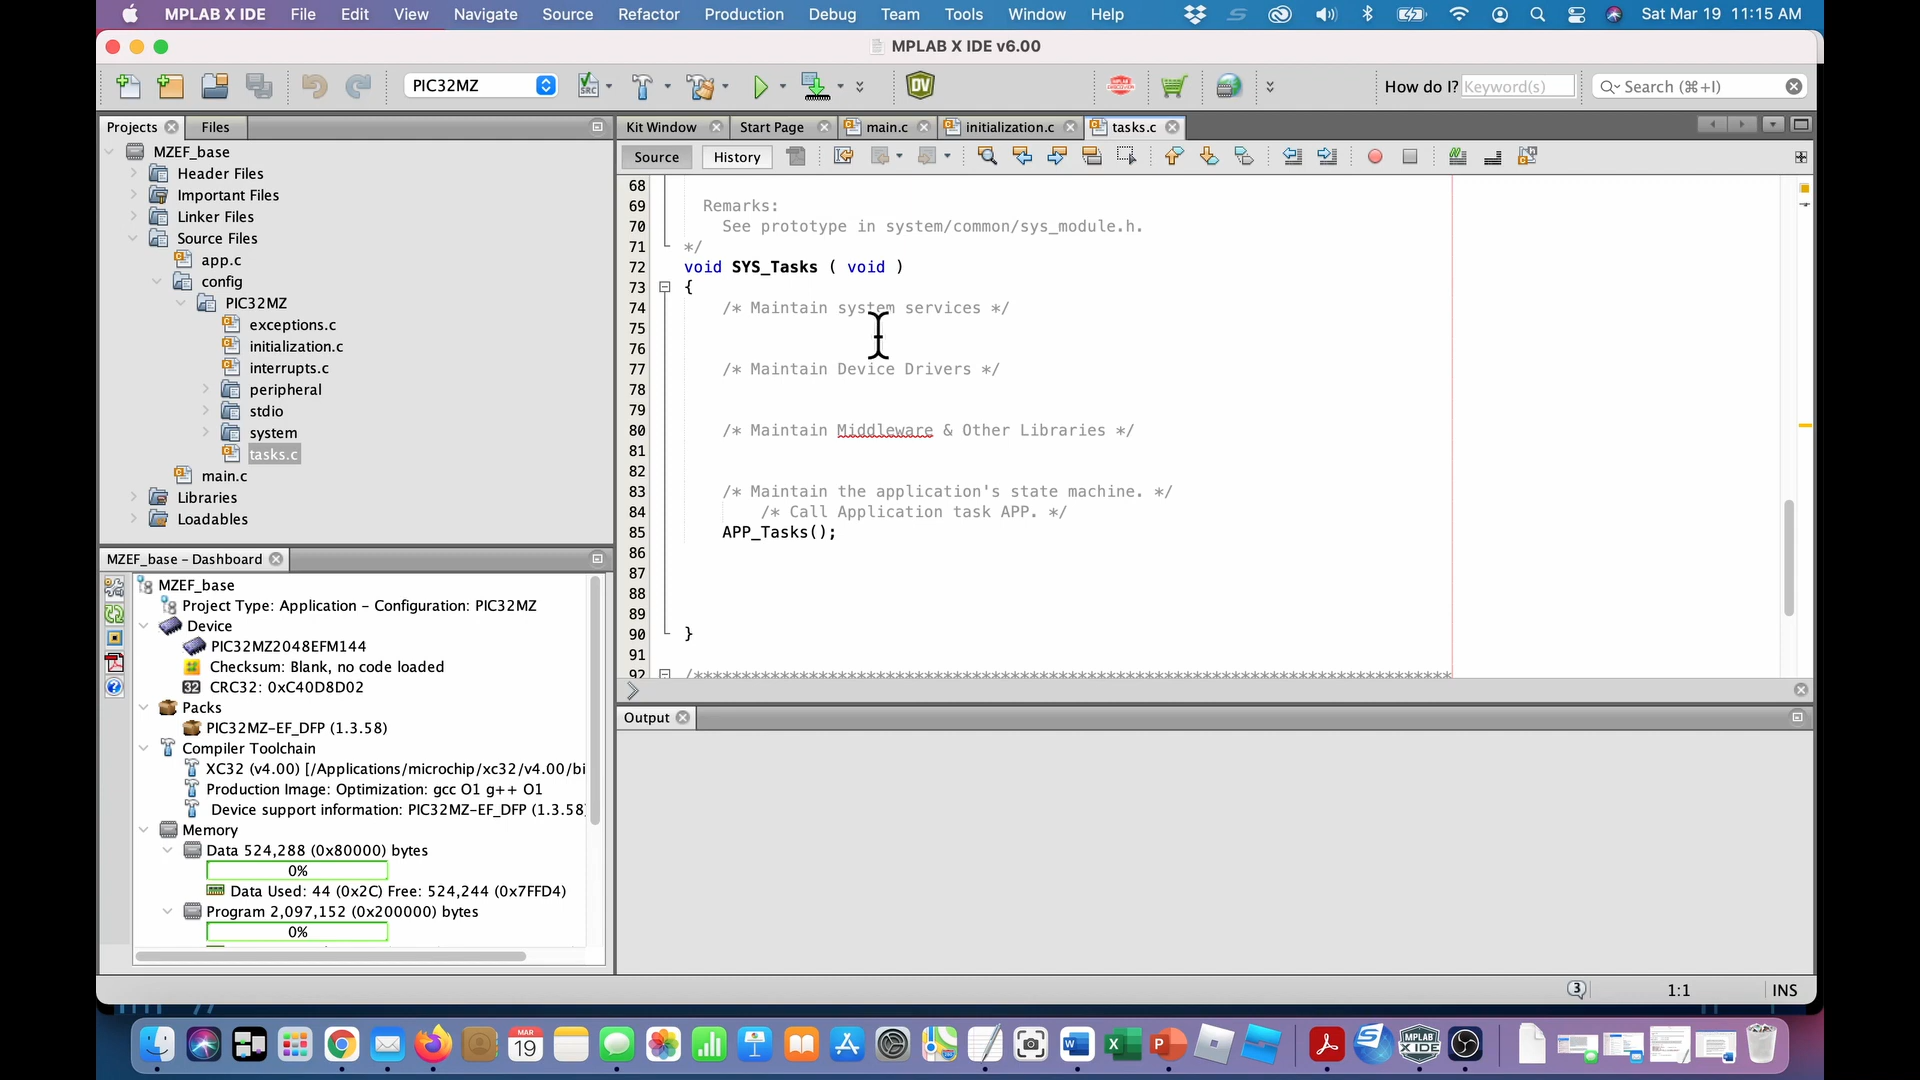 MPLAB X IDE File Edit View Navigate Source Refactor Production Debug Team Tools Window Help Sat Mar 19 11:15 AM
MPLAB X IDE v6.00
PIC32MZ SRC DV How do I? Keyword(s) Search (⌘+I)
Projects Files
Kit Window Start Page main.c initialization.c tasks.c
Source History
MZEF_base
Header Files
Important Files
Linker Files
Source Files
app.c
config
PIC32MZ
exceptions.c
initialization.c
interrupts.c
peripheral
stdio
system
tasks.c
main.c
Libraries
Loadables
68
69 Remarks:
70 See prototype in system/common/sys_module.h.
71 */
72 void SYS_Tasks ( void )
73 {
74 /* Maintain system services */
75
76
77 /* Maintain Device Drivers */
78
79
80 /* Maintain Middleware & Other Libraries */
81
82
83 /* Maintain the application's state machine. */
84 /* Call Application task APP. */
85 APP_Tasks();
86
87
88
89
90 }
91
92 /*******************************************************************************
MZEF_base - Dashboard
MZEF_base
Project Type: Application - Configuration: PIC32MZ
Device
PIC32MZ2048EFM144
Checksum: Blank, no code loaded
32 CRC32: 0xC40D8D02
Packs
PIC32MZ-EF_DFP (1.3.58)
Compiler Toolchain
XC32 (v4.00) [/Applications/microchip/xc32/v4.00/bi
Production Image: Optimization: gcc O1 g++ O1
Device support information: PIC32MZ-EF_DFP (1.3.58
Memory
Data 524,288 (0x80000) bytes
0%
Data Used: 44 (0x2C) Free: 524,244 (0x7FFD4)
Program 2,097,152 (0x200000) bytes
0%
Output
3 1:1 INS
MAR
19
MPLAB
X IDE